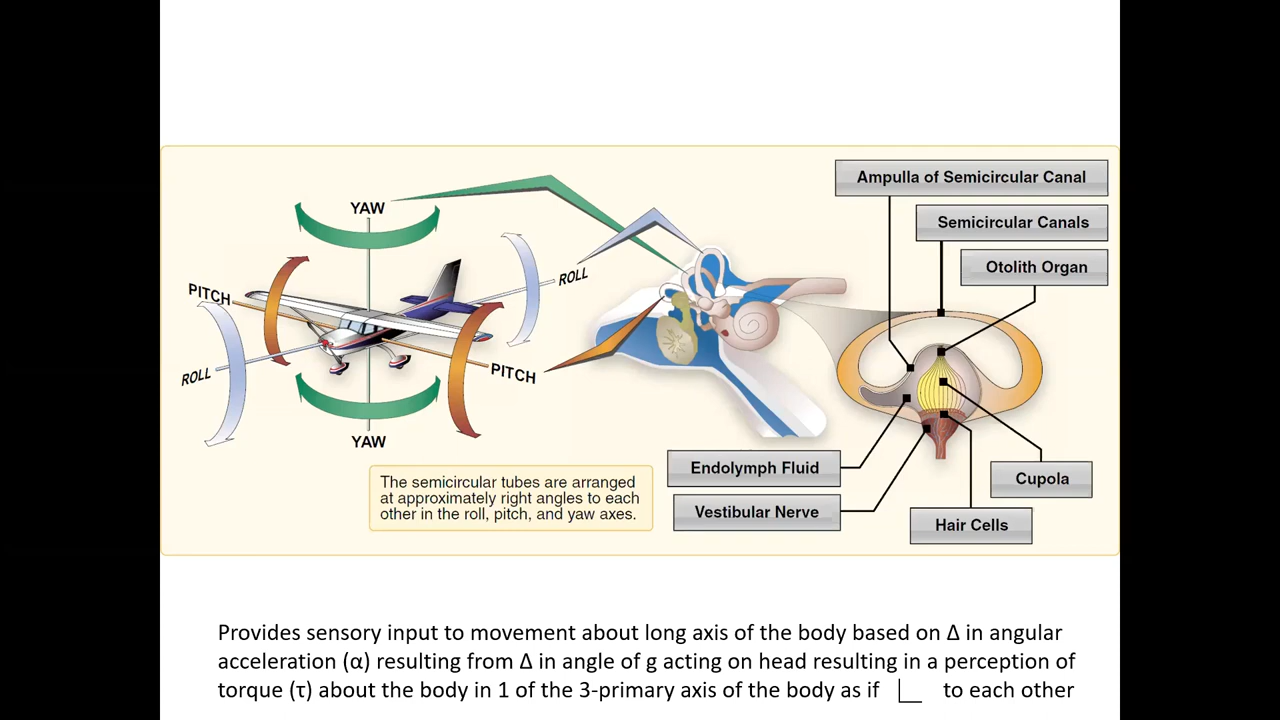 Ampulla of Semicircular Canal
Semicircular Canals
Otolith Organ
YAW
ROLL
PITCH
ROLL
PITCH
YAW
Endolymph Fluid
Vestibular Nerve
Cupola
Hair Cells
The semicircular tubes are arranged
at approximately right angles to each
other in the roll, pitch, and yaw axes.
Provides sensory input to movement about long axis of the body based on Δ in angular
acceleration (α) resulting from Δ in angle of g acting on head resulting in a perception of
torque (τ) about the body in 1 of the 3-primary axis of the body as if to each other